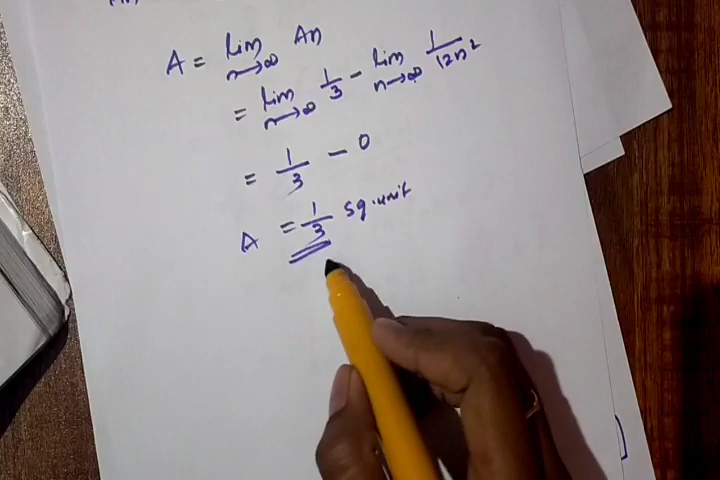 A = lim n→∞ An
= lim n→∞ 1/3 - lim n→∞ 1/12n²
= 1/3 - 0
A = 1/3 sq.unit